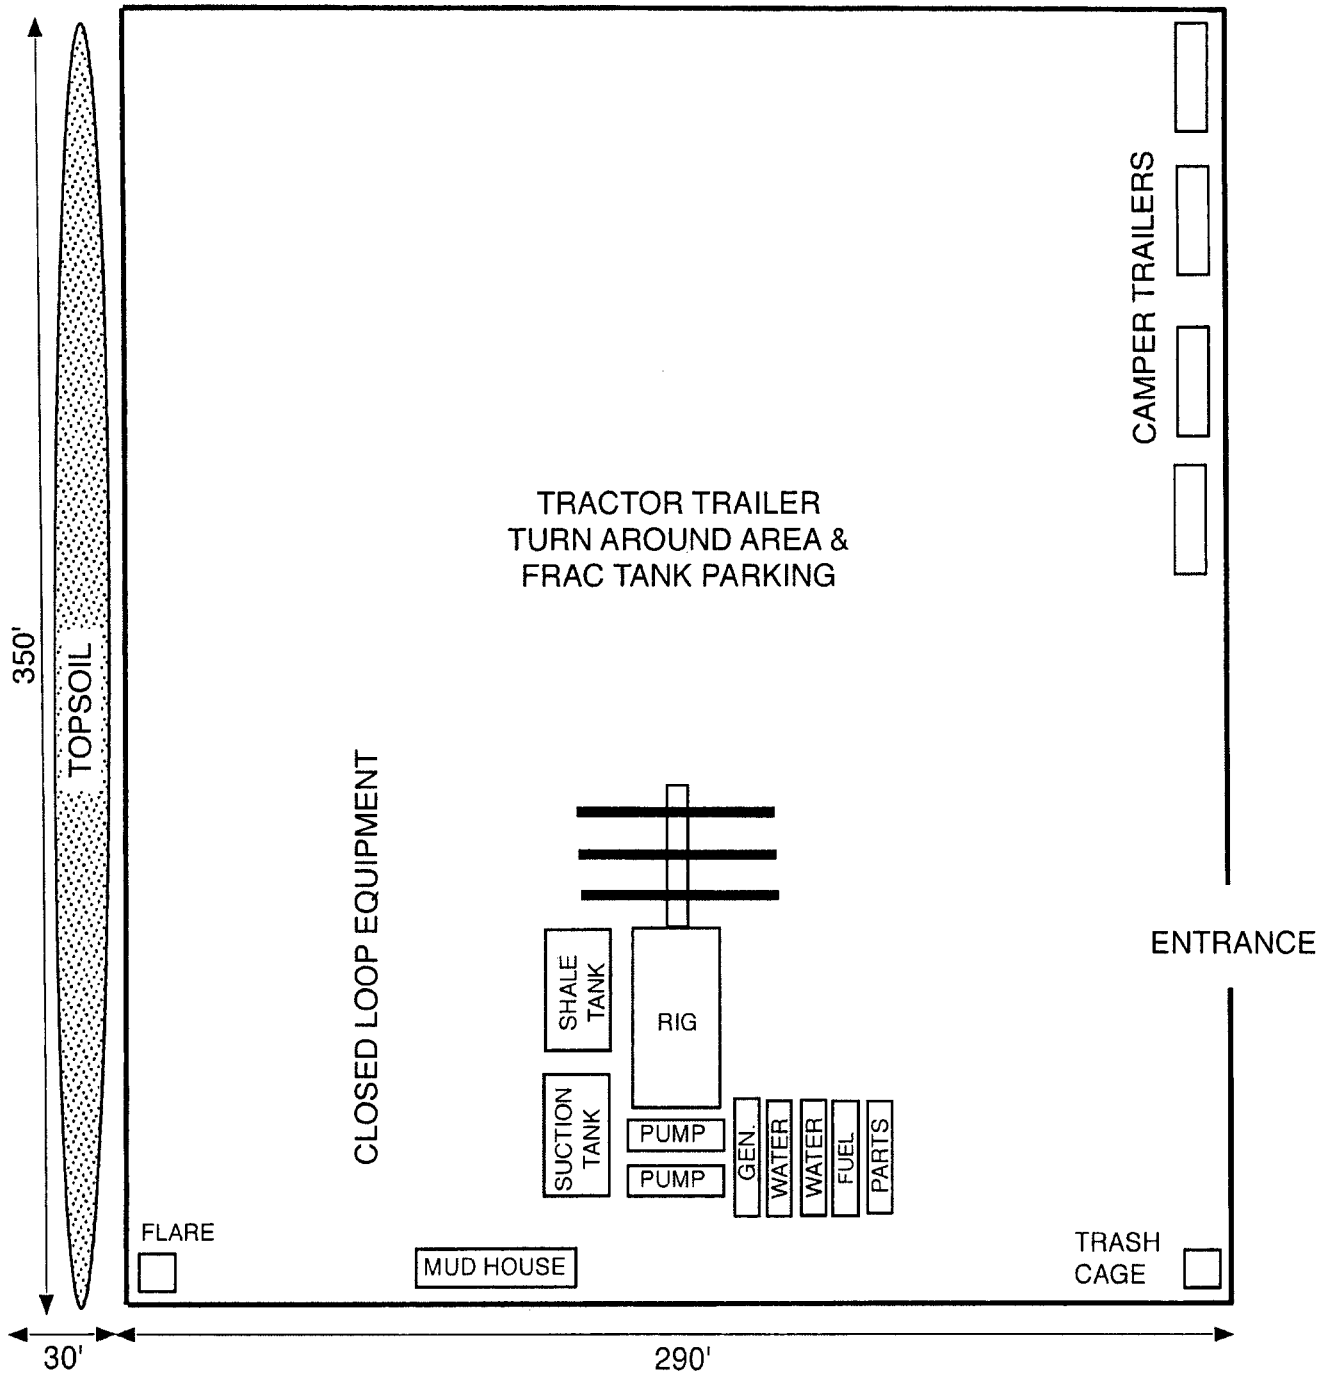 CAMPER TRAILERS
TRACTOR TRAILER
TURN AROUND AREA &
FRAC TANK PARKING
350'
TOPSOIL
CLOSED LOOP EQUIPMENT
ENTRANCE
SHALE
TANK
RIG
SUCTION
TANK
PUMP
PUMP
GEN.
WATER
WATER
FUEL
PARTS
FLARE
MUD HOUSE
TRASH
CAGE
30'
290'